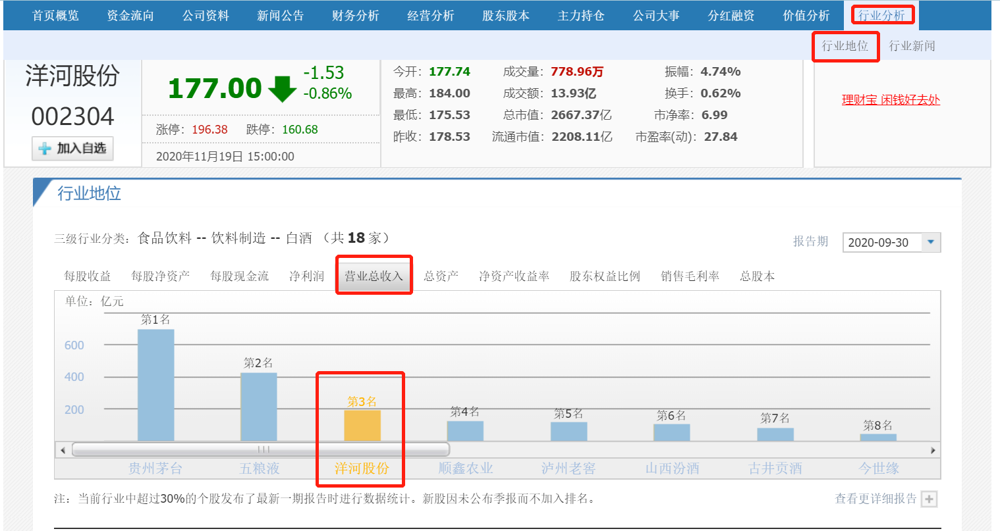 首页概览 资金流向 公司资料 新闻公告 财务分析 经营分析 股东股本 主力持仓 公司大事 分红融资 价值分析 行业分析
行业地位 行业新闻
洋河股份
002304
加入自选
177.00 -1.53
-0.86%
涨停：196.38 跌停：160.68
2020年11月19日 15:00:00
今开：177.74 成交量：778.96万 振幅：4.74%
最高：184.00 成交额：13.93亿 换手：0.62%
最低：175.53 总市值：2667.37亿 市净率：6.99
昨收：178.53 流通市值：2208.11亿 市盈率(动)：27.84
理财宝 闲钱好去处
行业地位
三级行业分类：食品饮料 -- 饮料制造 -- 白酒 （共 18 家）
报告期 2020-09-30
每股收益 每股净资产 每股现金流 净利润 营业总收入 总资产 净资产收益率 股东权益比例 销售毛利率 总股本
单位：亿元
600
400
200
第1名 第2名 第3名 第4名 第5名 第6名 第7名 第8名
贵州茅台 五粮液 洋河股份 顺鑫农业 泸州老窖 山西汾酒 古井贡酒 今世缘
注：当前行业中超过30%的个股发布了最新一期报告时进行数据统计。新股因未公布季报而不加入排名。
查看更详细报告